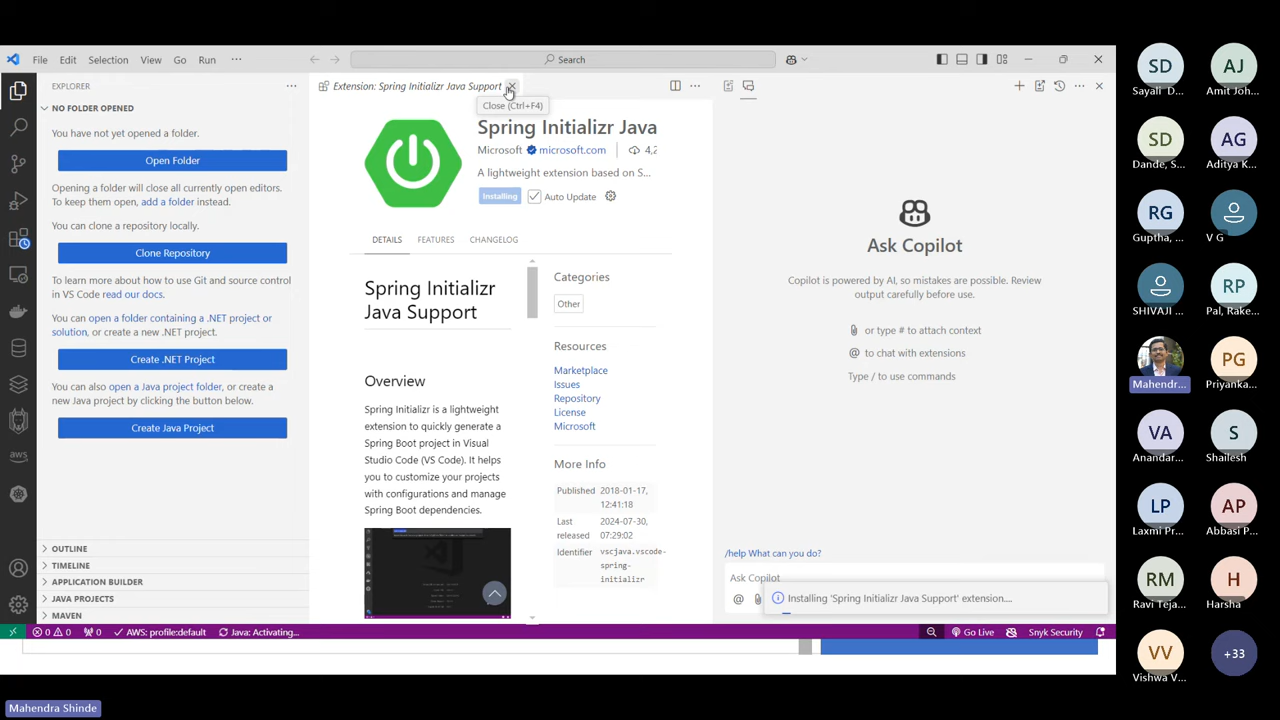 File Edit Selection View Go Run ···
Search
EXPLORER
NO FOLDER OPENED
You have not yet opened a folder.
Open Folder
Opening a folder will close all currently open editors.
To keep them open, add a folder instead.
You can clone a repository locally.
Clone Repository
To learn more about how to use Git and source control
in VS Code read our docs.
You can open a folder containing a .NET project or
solution, or create a new .NET project.
Create .NET Project
You can also open a Java project folder, or create a
new Java project by clicking the button below.
Create Java Project
aws
OUTLINE
TIMELINE
APPLICATION BUILDER
JAVA PROJECTS
MAVEN
Extension: Spring Initializr Java Support
Close (Ctrl+F4)
Spring Initializr Java
Microsoft microsoft.com 4,2
A lightweight extension based on S...
Installing Auto Update
DETAILS FEATURES CHANGELOG
Spring Initializr
Java Support
Overview
Spring Initializr is a lightweight
extension to quickly generate a
Spring Boot project in Visual
Studio Code (VS Code). It helps
you to customize your projects
with configurations and manage
Spring Boot dependencies.
Categories
Other
Resources
Marketplace
Issues
Repository
License
Microsoft
More Info
Published 2018-01-17,
12:41:18
Last 2024-07-30,
released 07:29:02
Identifier vscjava.vscode-
spring-
initializr
Ask Copilot
Copilot is powered by AI, so mistakes are possible. Review
output carefully before use.
or type # to attach context
@ to chat with extensions
Type / to use commands
/help What can you do?
Ask Copilot
@
Installing 'Spring Initializr Java Support' extension....
0 0 0 AWS: profile:default Java: Activating...
Go Live Snyk Security
SD AJ
Sayali D... Amit Joh...
SD AG
Dande, S... Aditya K...
RG
Guptha, ... V G
RP
SHIVAJI ... Pal, Rake...
PG
Mahendr... Priyanka...
VA S
Anandar... Shailesh
LP AP
Laxmi Pr... Abbasi P...
RM H
Ravi Teja... Harsha
VV +33
Vishwa V...
Mahendra Shinde